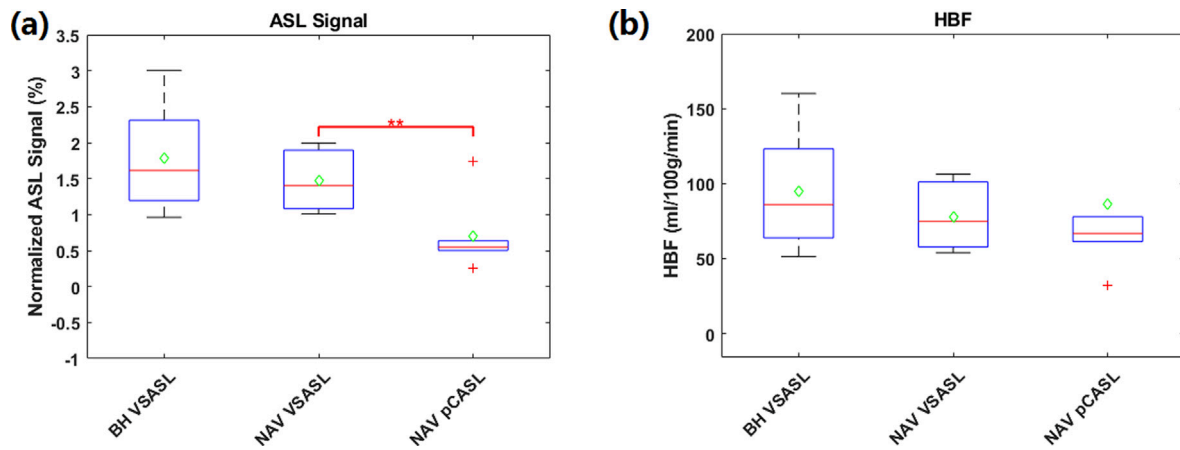 (a)
ASL Signal
Normalized ASL Signal (%)
3.5
3
2.5
2
1.5
1
0.5
0
-0.5
-1
**
BH VSASL
NAV VSASL
NAV pCASL
(b)
HBF
HBF (ml/100g/min)
200
150
100
50
0
BH VSASL
NAV VSASL
NAV pCASL